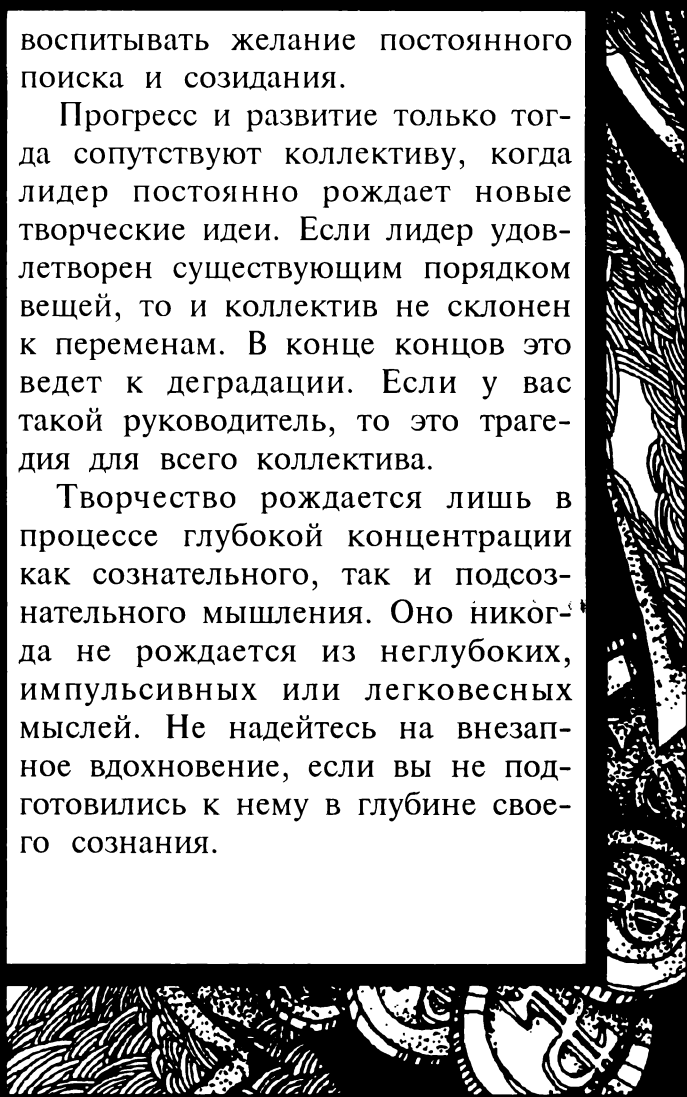 воспитывать желание постоянного
поиска и созидания.
Прогресс и развитие только тог-
да сопутствуют коллективу, когда
лидер постоянно рождает новые
творческие идеи. Если лидер удов-
летворен существующим порядком
вещей, то и коллектив не склонен
к переменам. В конце концов это
ведет к деградации. Если у вас
такой руководитель, то это траге-
дия для всего коллектива.
Творчество рождается лишь в
процессе глубокой концентрации
как сознательного, так и подсоз-
нательного мышления. Оно никог-
да не рождается из неглубоких,
импульсивных или легковесных
мыслей. Не надейтесь на внезап-
ное вдохновение, если вы не под-
готовились к нему в глубине свое-
го сознания.